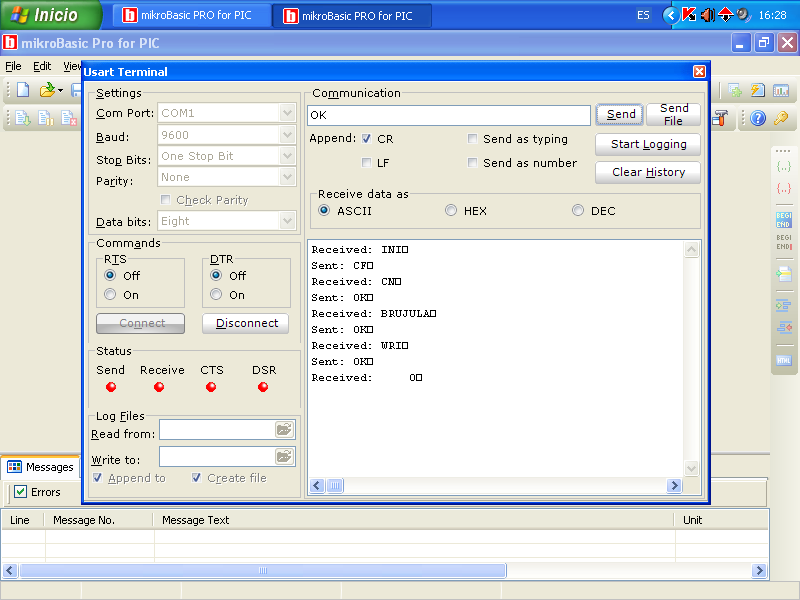 Inicio
mikroBasic PRO for PIC
mikroBasic PRO for PIC
ES
16:28
mikroBasic Pro for PIC
File Edit View
Usart Terminal
Settings
Com Port: COM1
Baud: 9600
Stop Bits: One Stop Bit
Parity: None
Check Parity
Data bits: Eight
Commands
RTS
Off
On
DTR
Off
On
Connect
Disconnect
Status
Send Receive CTS DSR
Log Files
Read from:
Write to:
Append to Create file
Communication
OK
Send
Send File
Append: CR
LF
Send as typing
Send as number
Start Logging
Clear History
Receive data as
ASCII HEX DEC
Received: INI□
Sent: CF□
Received: CN□
Sent: OK□
Received: BRUJULA□
Sent: OK□
Received: WRI□
Sent: OK□
Received:     0□
BEGI
END
BEGI
END
HTML
Messages
Errors
Line Message No. Message Text Unit